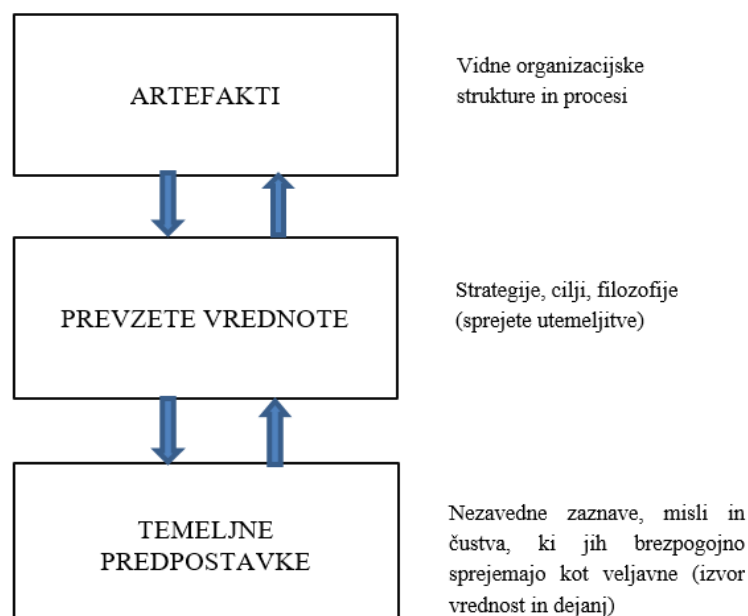 ARTEFAKTI
Vidne organizacijske
strukture in procesi
PREVZETE VREDNOTE
Strategije, cilji, filozofije
(sprejete utemeljitve)
TEMELJNE
PREDPOSTAVKE
Nezavedne zaznave, misli in
čustva, ki jih brezpogojno
sprejemajo kot veljavne (izvor
vrednost in dejanj)